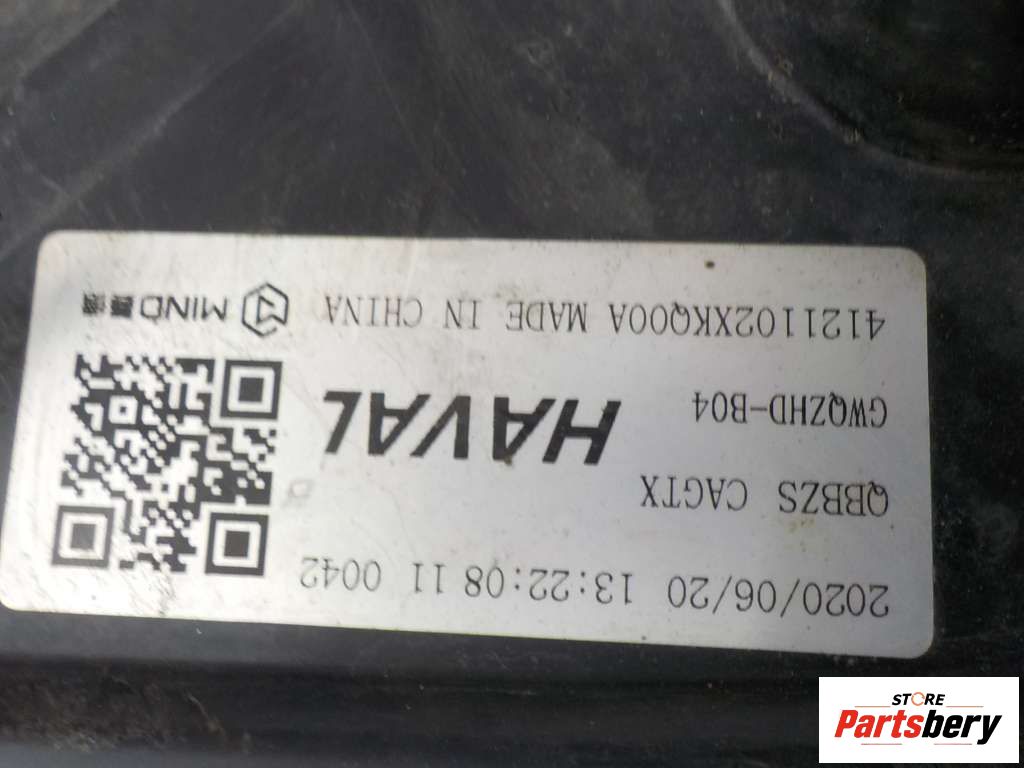 2020/06/20 13:22:08 11 0042
QBBZS CAGTX
GWQZHD-B04
HAVAL
4121102XKQ00A MADE IN CHINA
MIND
STORE
Partsbery